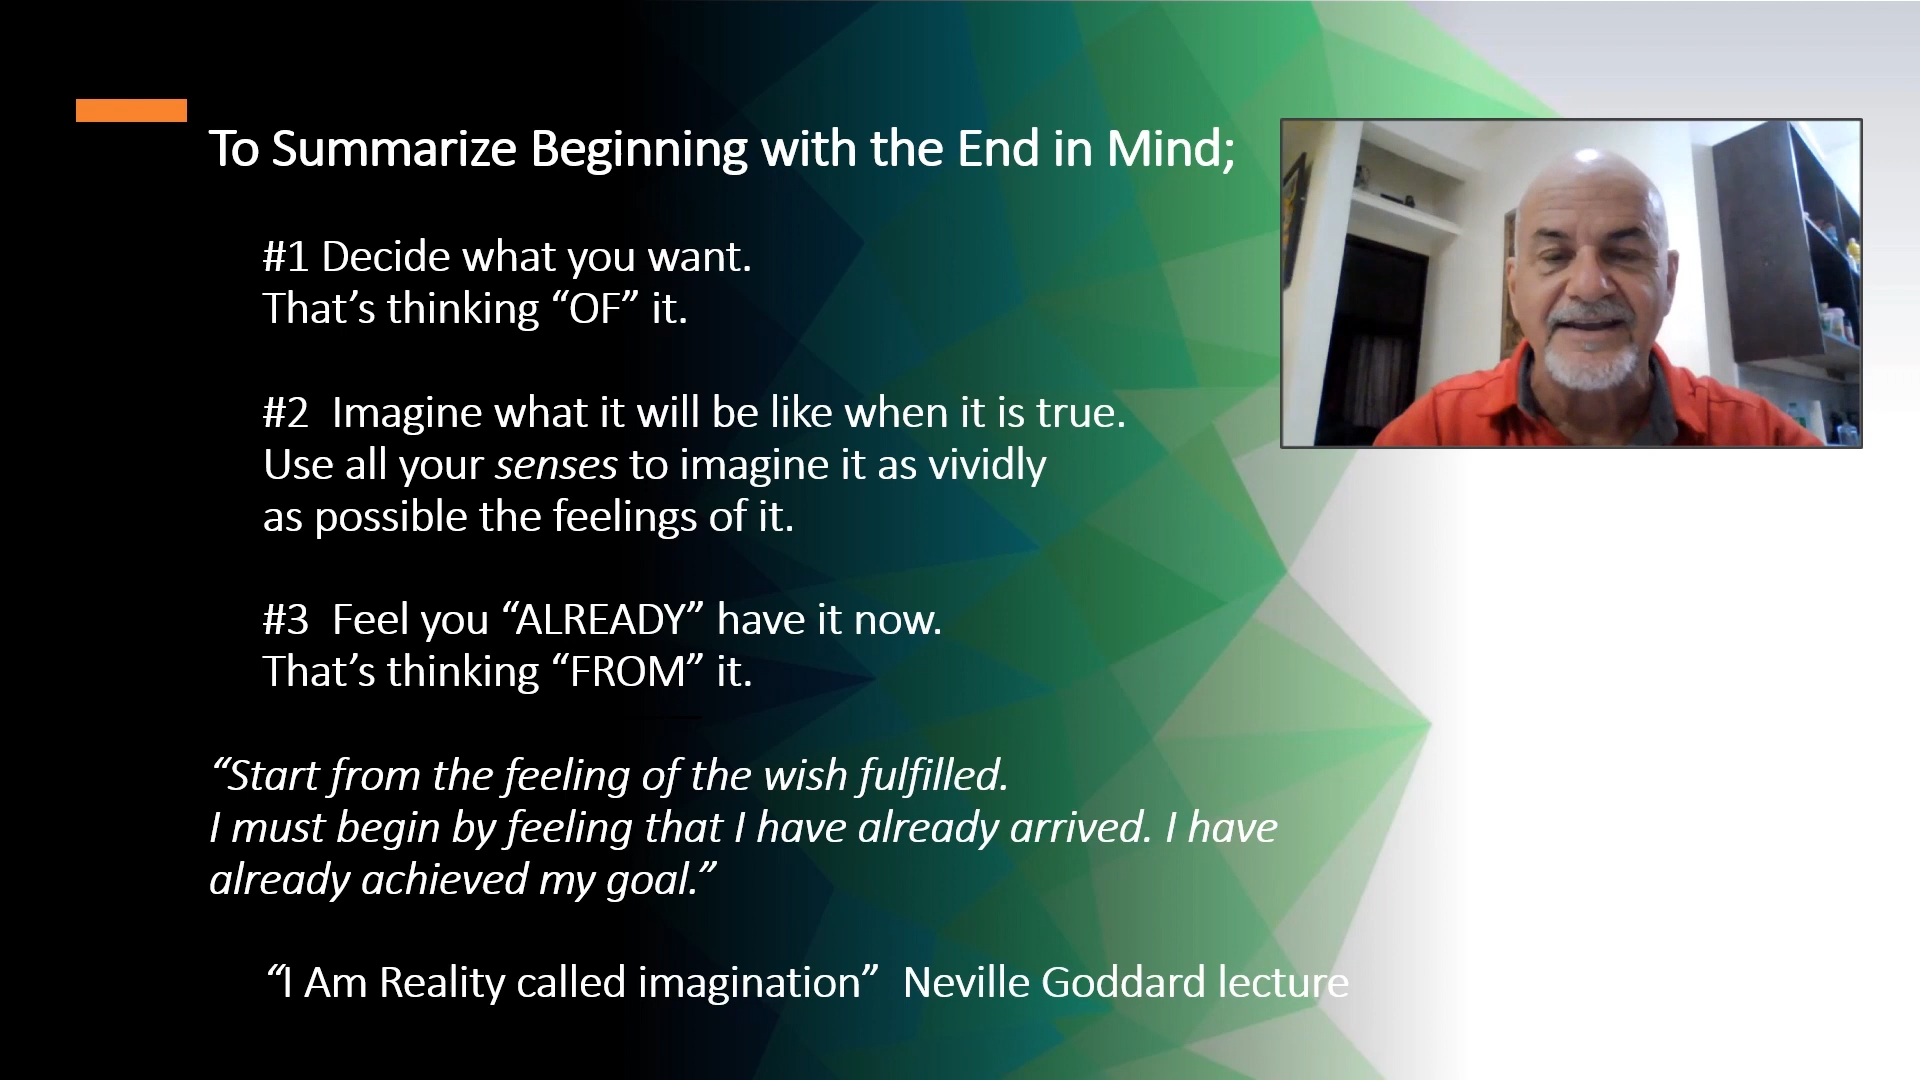 To Summarize Beginning with the End in Mind;
#1 Decide what you want.
That’s thinking “OF” it.
#2  Imagine what it will be like when it is true.
Use all your senses to imagine it as vividly
as possible the feelings of it.
#3  Feel you “ALREADY” have it now.
That’s thinking “FROM” it.
“Start from the feeling of the wish fulfilled.
I must begin by feeling that I have already arrived. I have
already achieved my goal.”
“I Am Reality called imagination”  Neville Goddard lecture